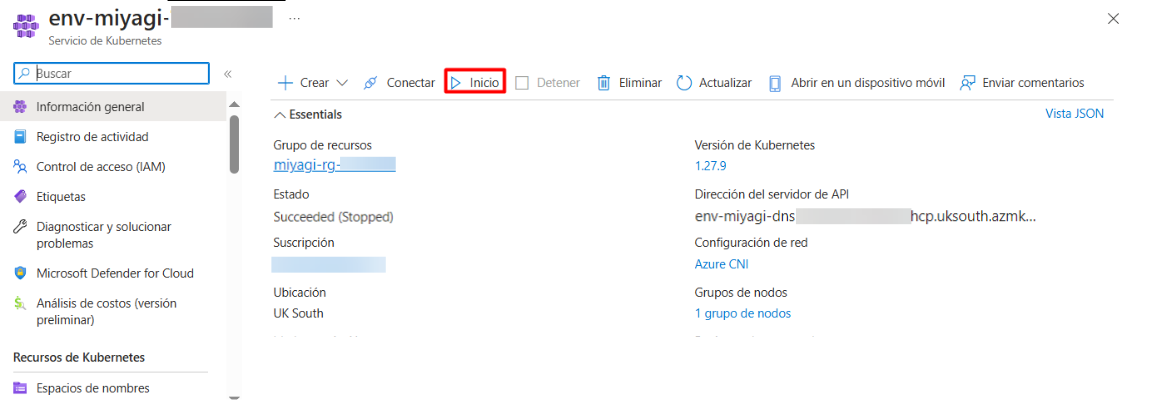 env-miyagi-
...
Servicio de Kubernetes
Buscar
Información general
Registro de actividad
Control de acceso (IAM)
Etiquetas
Diagnosticar y solucionar
problemas
Microsoft Defender for Cloud
Análisis de costos (versión
preliminar)
Recursos de Kubernetes
Espacios de nombres
Crear
Conectar
Inicio
Detener
Eliminar
Actualizar
Abrir en un dispositivo móvil
Enviar comentarios
Essentials
Vista JSON
Grupo de recursos
miyagi-rg-
Estado
Succeeded (Stopped)
Suscripción
Ubicación
UK South
Versión de Kubernetes
1.27.9
Dirección del servidor de API
env-miyagi-dns hcp.uksouth.azmk...
Configuración de red
Azure CNI
Grupos de nodos
1 grupo de nodos